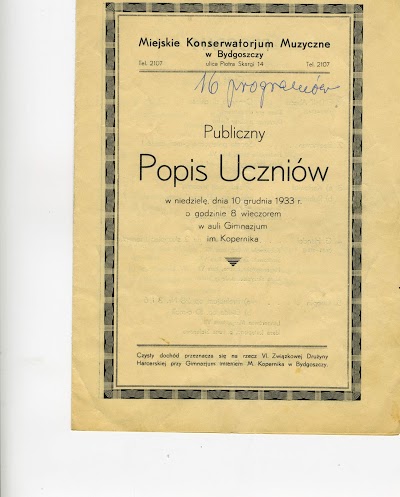 Miejskie Konserwatorjum Muzyczne
w Bydgoszczy
Tel. 2107 ulica Piotra Skargi 14 Tel. 2107
16 programów
Publiczny
Popis Uczniów
w niedzielę, dnia 10 grudnia 1933 r.
o godzinie 8 wieczorem
w auli Gimnazjum
im. Kopernika
Czysty dochód przeznacza się na rzecz VI. Związkowej Drużyny
Harcerskiej przy Gimnazjum imieniem M. Kopernika w Bydgoszczy.